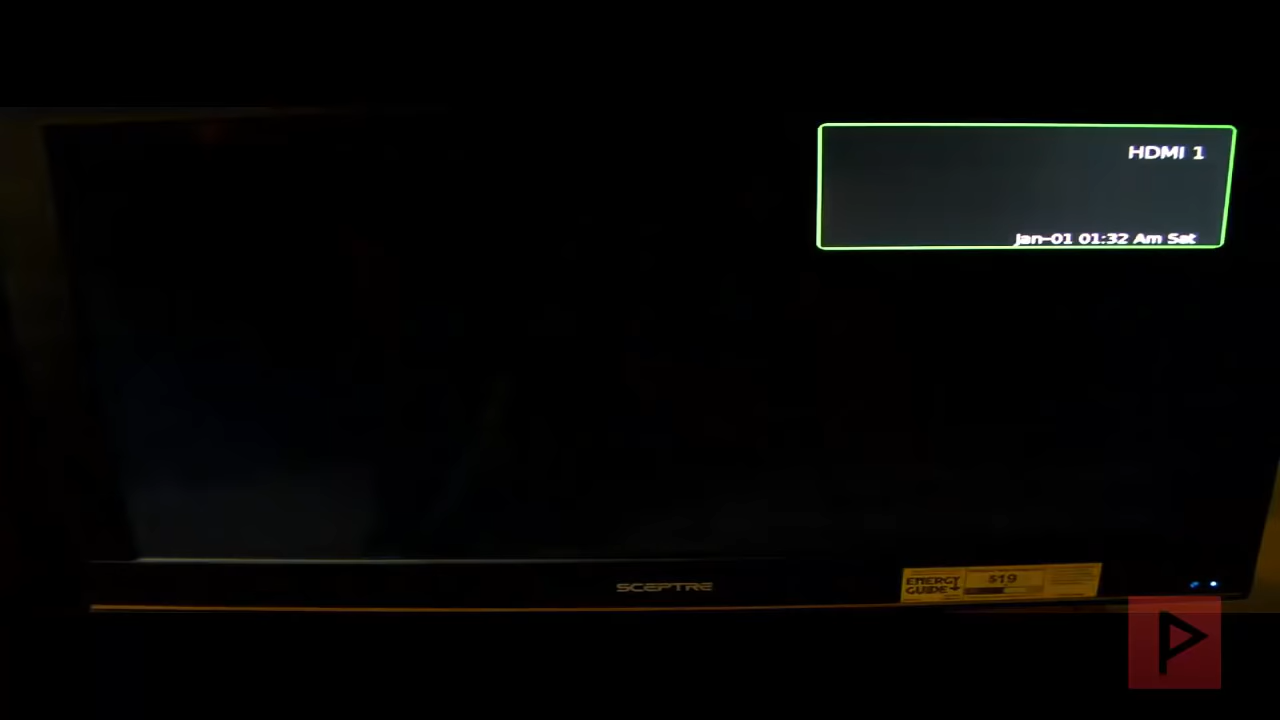 HDMI 1
Jan-01 01:32 Am Sat
SCEPTRE
ENERGY
GUIDE
$19